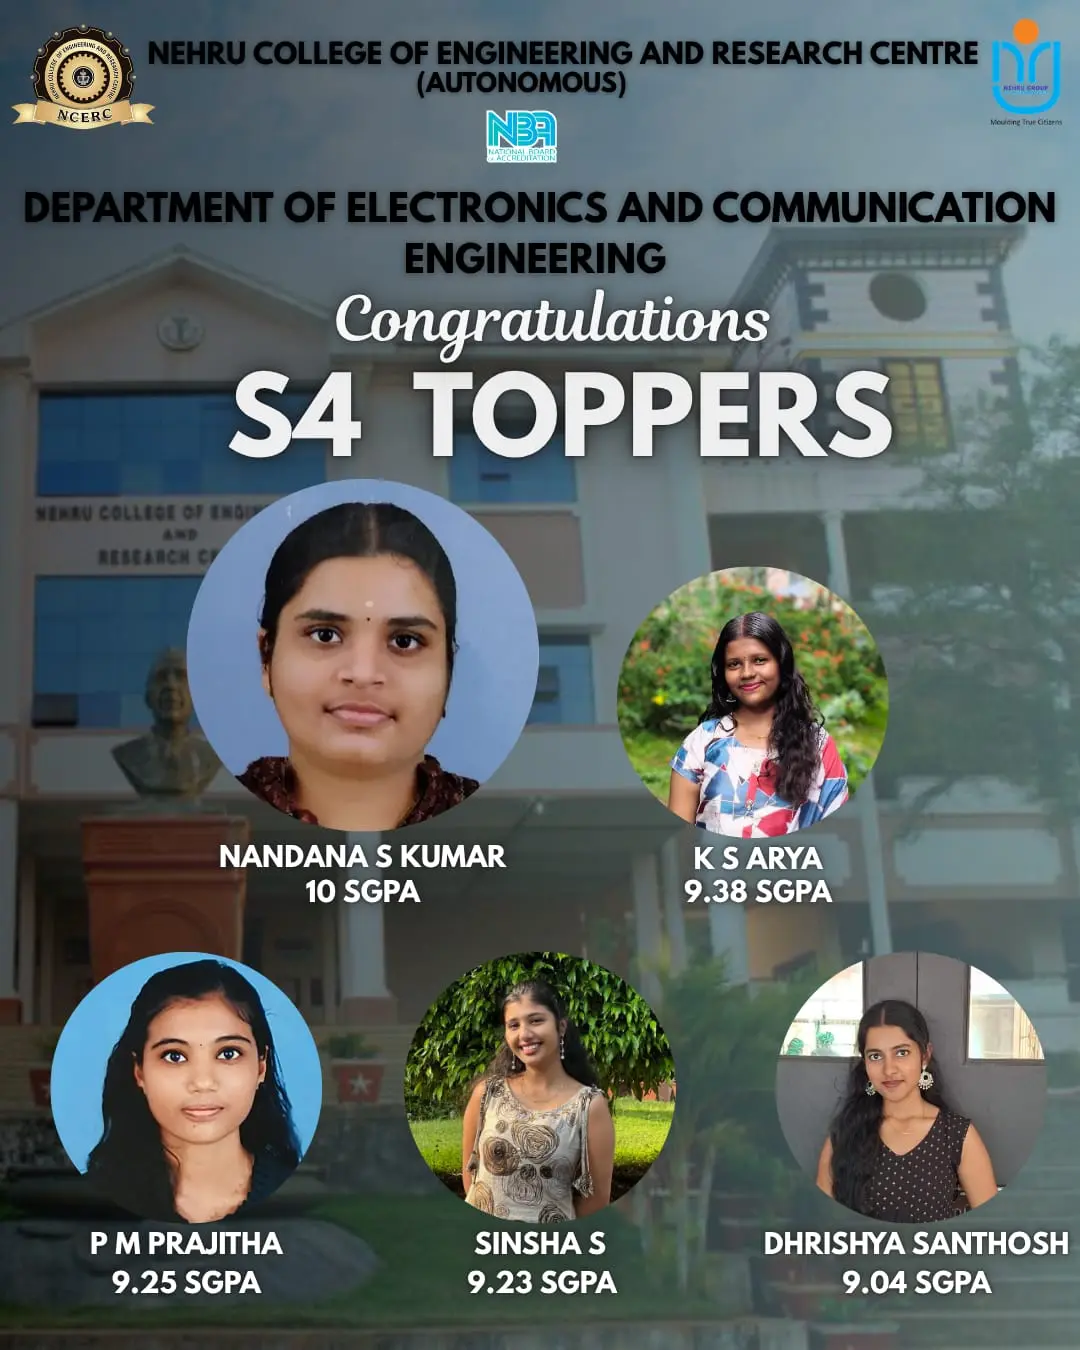 NEHRU COLLEGE OF ENGINEERING AND RESEARCH CENTRE
(AUTONOMOUS)
NCERC
NEHRU GROUP
Moulding True Citizens
NBA
NATIONAL BOARD
of ACCREDITATION
DEPARTMENT OF ELECTRONICS AND COMMUNICATION
ENGINEERING
Congratulations
S4 TOPPERS
NEHRU COLLEGE OF
AND
RESEARCH
NANDANA S KUMAR
10 SGPA
K S ARYA
9.38 SGPA
P M PRAJITHA
9.25 SGPA
SINSHA S
9.23 SGPA
DHRISHYA SANTHOSH
9.04 SGPA